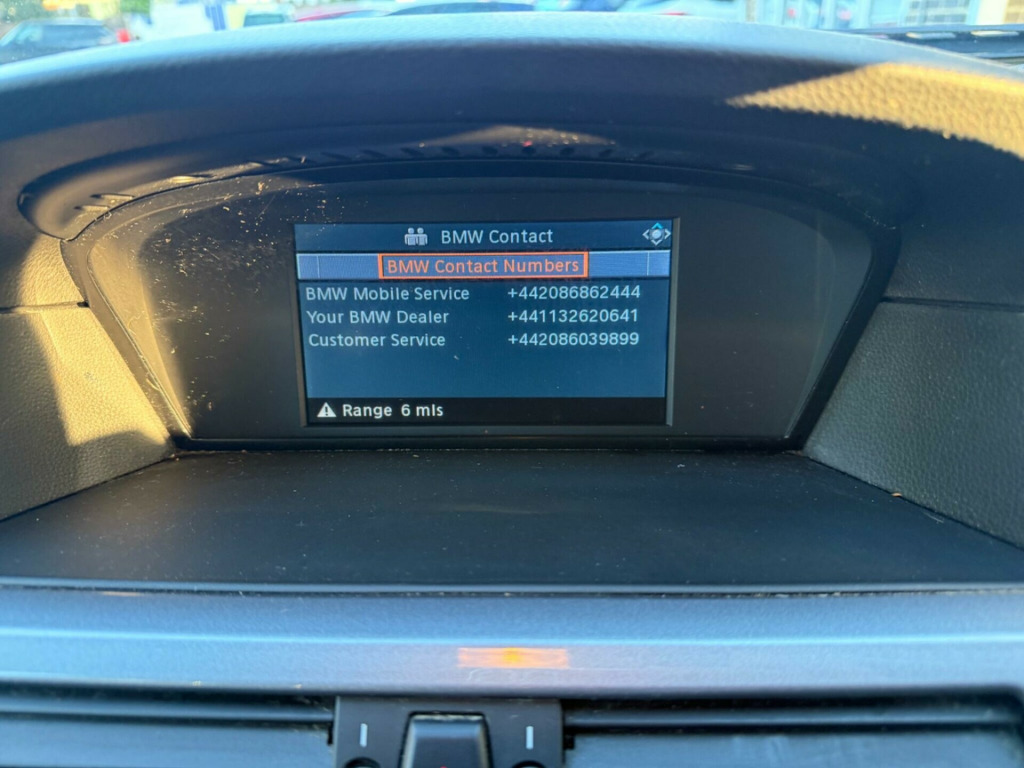 BMW Contact
BMW Contact Numbers
BMW Mobile Service +442086862444
Your BMW Dealer +441132620641
Customer Service +442086039899
Range 6 mls